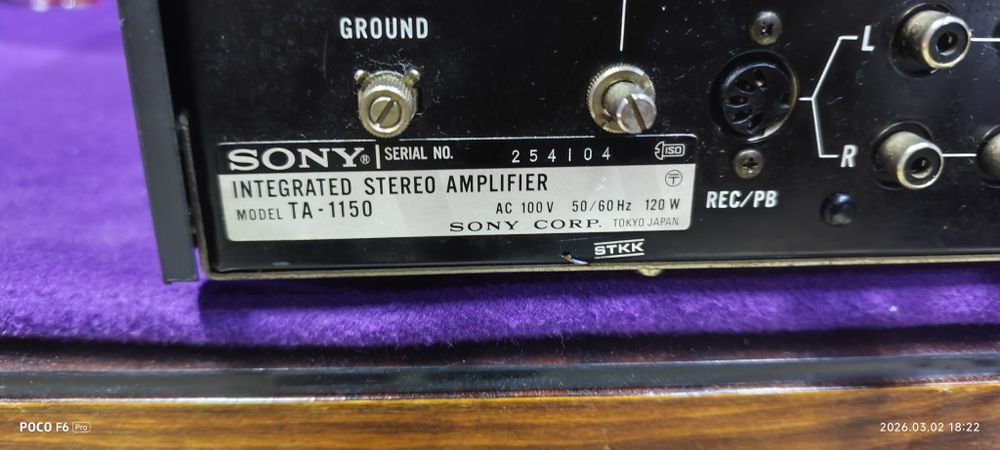 GROUND
L
SONY® SERIAL NO. 254104 ISO
R
INTEGRATED STEREO AMPLIFIER
MODEL TA-1150 AC 100V 50/60Hz 120W
REC/PB
SONY CORP. TOKYO JAPAN
STKK
POCO F6 Pro
2026.03.02 18:22